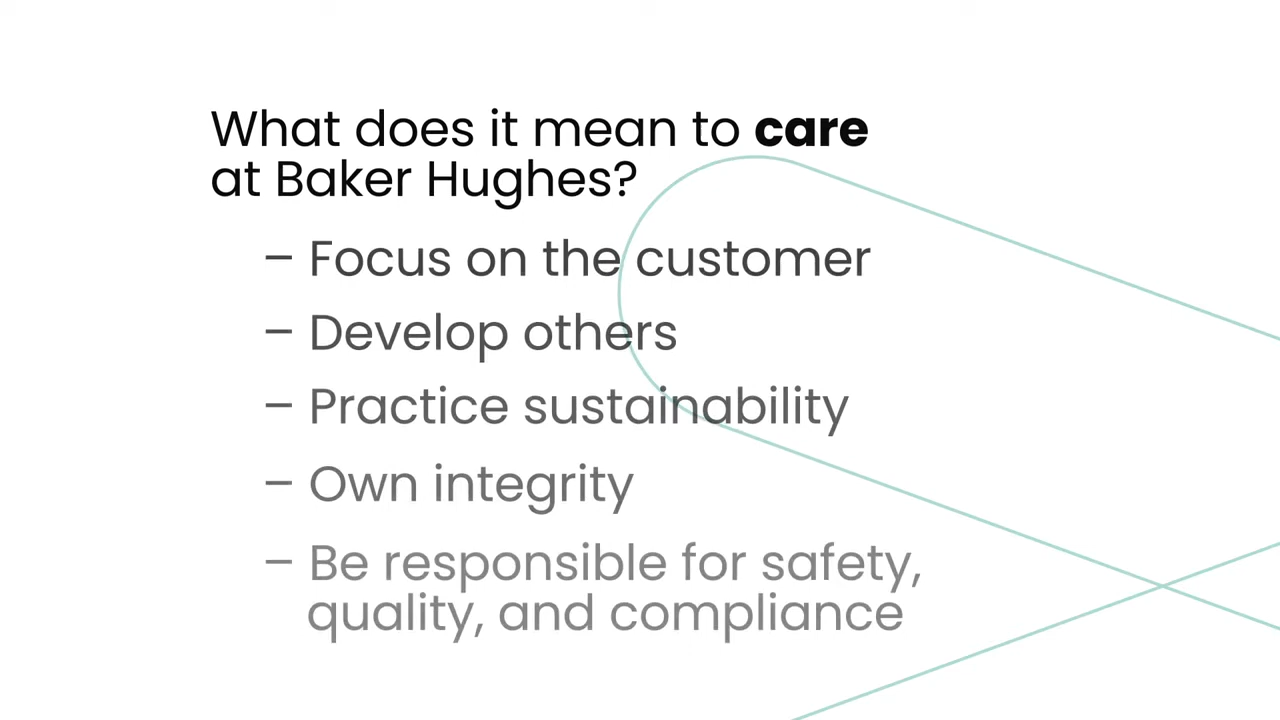 What does it mean to care
at Baker Hughes?
– Focus on the customer
– Develop others
– Practice sustainability
– Own integrity
– Be responsible for safety,
quality, and compliance